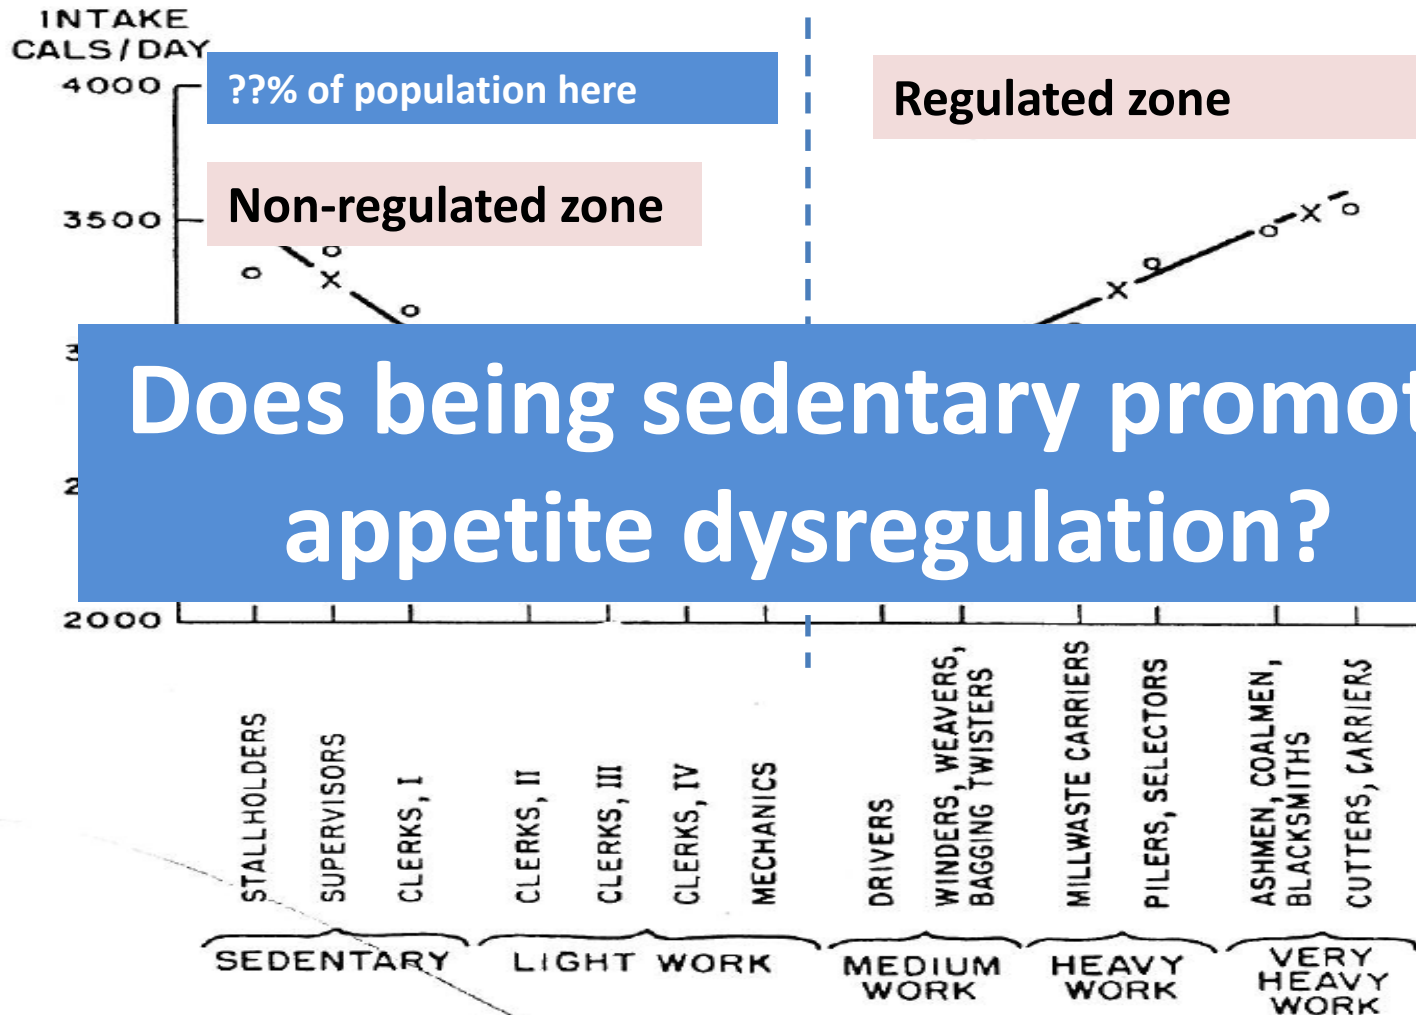 INTAKE
CALS/DAY
4000
??% of population here
Regulated zone
Non-regulated zone
3500
3
Does being sedentary promot
2
appetite dysregulation?
2000
STALLHOLDERS
SUPERVISORS
CLERKS, I
CLERKS, II
CLERKS, III
CLERKS, IV
MECHANICS
DRIVERS
WINDERS, WEAVERS,
BAGGING TWISTERS
MILLWASTE CARRIERS
PILERS, SELECTORS
ASHMEN, COALMEN,
BLACKSMITHS
CUTTERS, CARRIERS
SEDENTARY
LIGHT WORK
MEDIUM
WORK
HEAVY
WORK
VERY
HEAVY
WORK